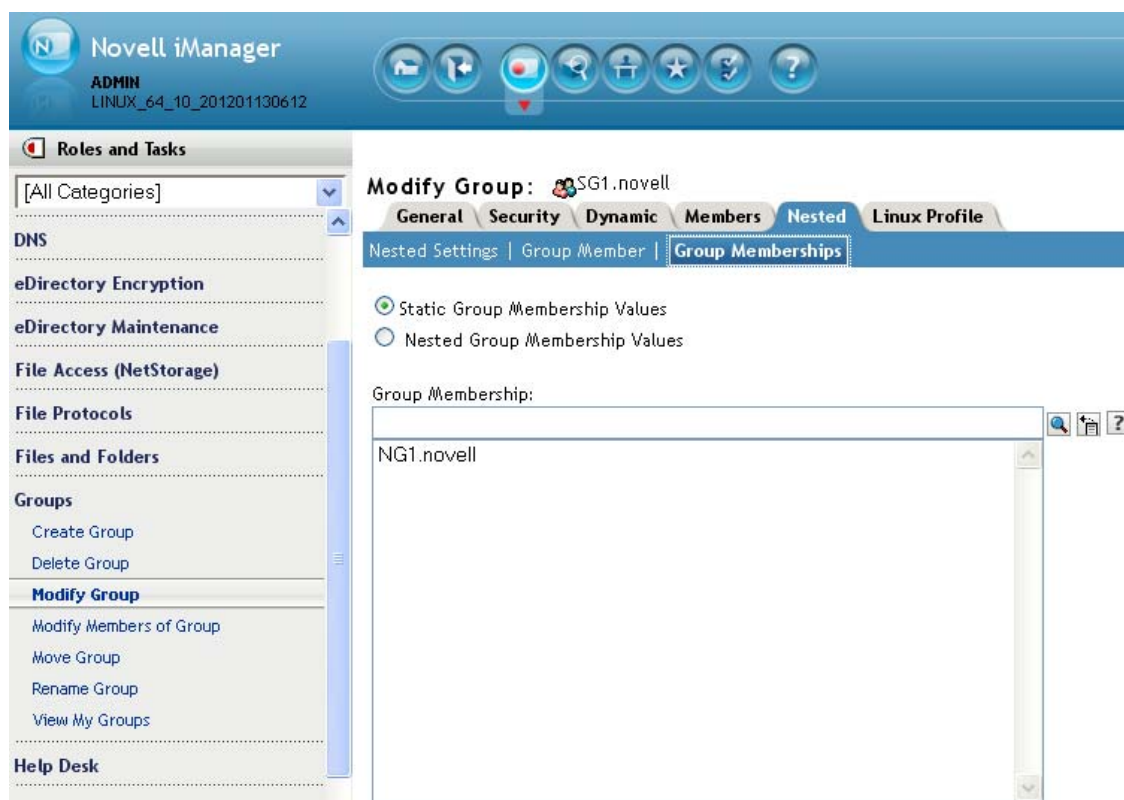 Novell iManager
ADMIN
LINUX_64_10_201201130612
Roles and Tasks
[All Categories]
DNS
eDirectory Encryption
eDirectory Maintenance
File Access (NetStorage)
File Protocols
Files and Folders
Groups
Create Group
Delete Group
Modify Group
Modify Members of Group
Move Group
Rename Group
View My Groups
Help Desk
Modify Group: SG1.novell
General Security Dynamic Members Nested Linux Profile
Nested Settings | Group Member | Group Memberships
Static Group Membership Values
Nested Group Membership Values
Group Membership:
NG1.novell